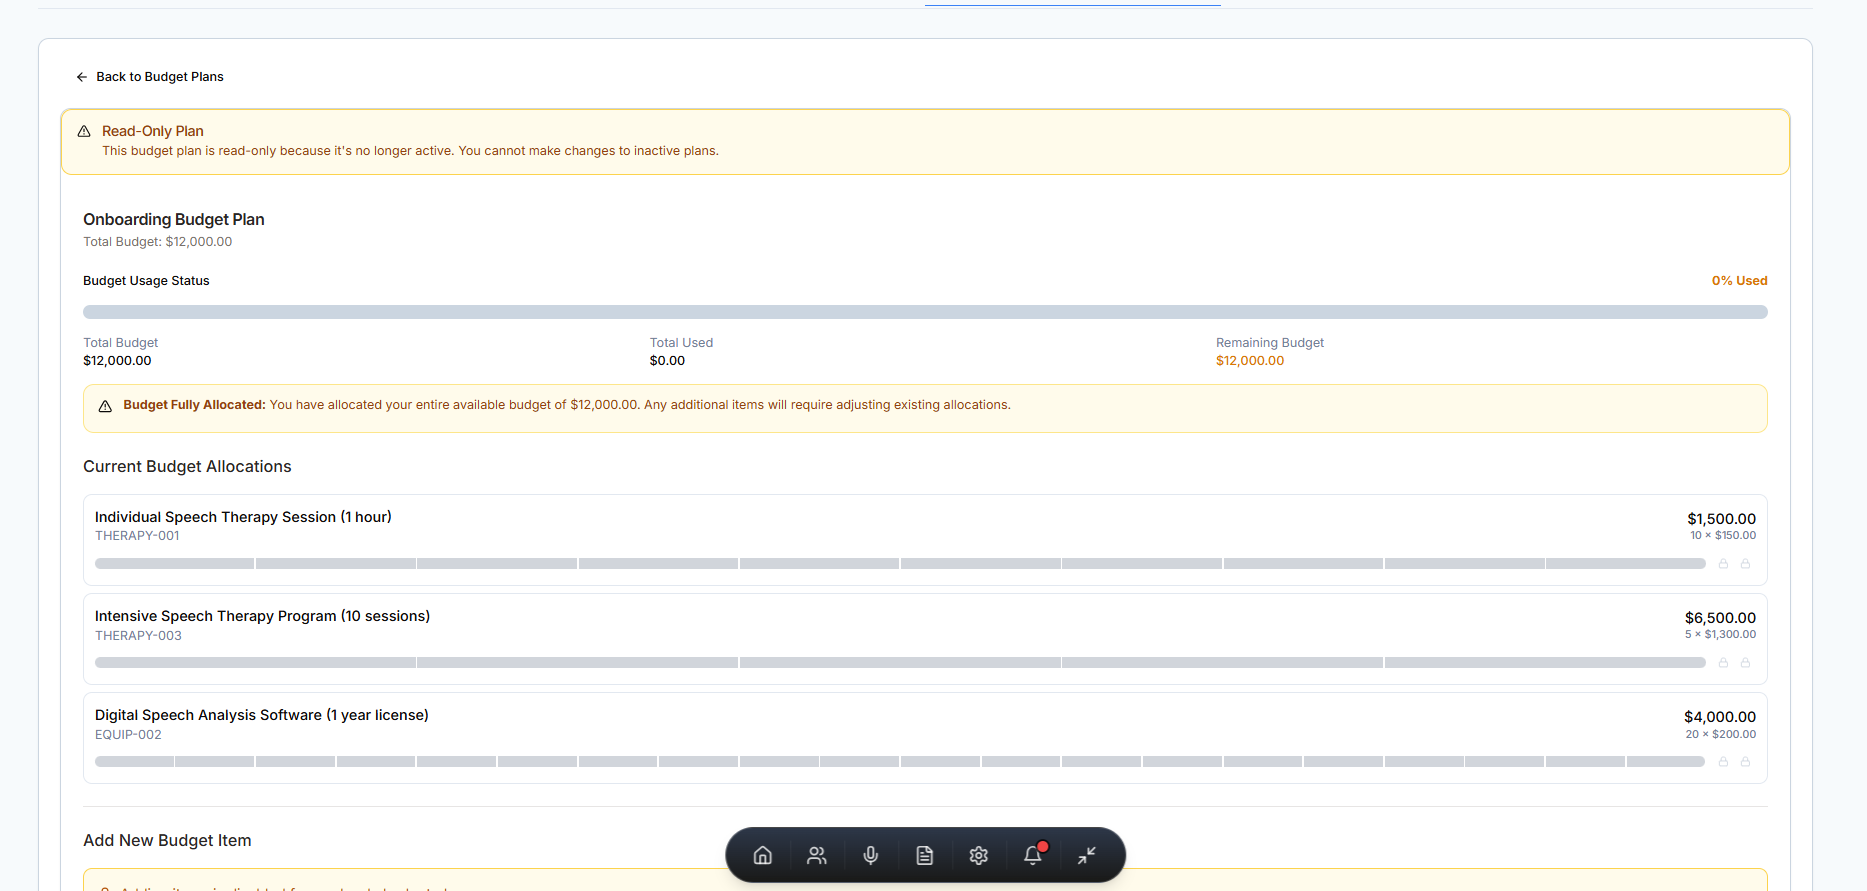 Back to Budget Plans
Read-Only Plan
This budget plan is read-only because it's no longer active. You cannot make changes to inactive plans.
Onboarding Budget Plan
Total Budget: $12,000.00
Budget Usage Status
0% Used
Total Budget
Total Used
Remaining Budget
$12,000.00
$0.00
$12,000.00
Budget Fully Allocated: You have allocated your entire available budget of $12,000.00. Any additional items will require adjusting existing allocations.
Current Budget Allocations
Individual Speech Therapy Session (1 hour)
$1,500.00
THERAPY-001
10 × $150.00
Intensive Speech Therapy Program (10 sessions)
$6,500.00
THERAPY-003
5 × $1,300.00
Digital Speech Analysis Software (1 year license)
$4,000.00
EQUIP-002
20 × $200.00
Add New Budget Item